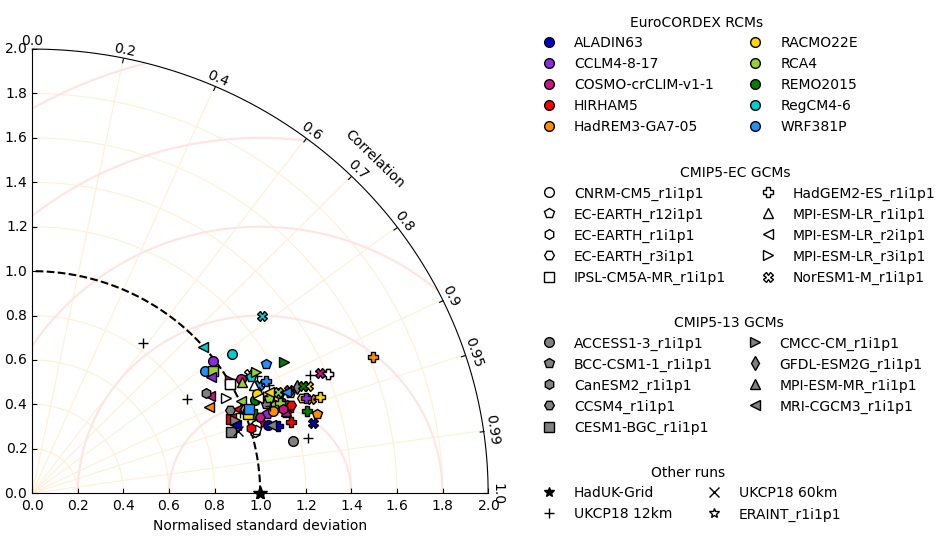 0.0
0.2
0.4
0.6
0.7
0.8
0.9
0.95
0.99
1.0
Correlation
2.0
1.8
1.6
1.4
1.2
1.0
0.8
0.6
0.4
0.2
0.0
0.0 0.2 0.4 0.6 0.8 1.0 1.2 1.4 1.6 1.8 2.0
Normalised standard deviation
EuroCORDEX RCMs
ALADIN63 RACMO22E
CCLM4-8-17 RCA4
COSMO-crCLIM-v1-1 REMO2015
HIRHAM5 RegCM4-6
HadREM3-GA7-05 WRF381P
CMIP5-EC GCMs
CNRM-CM5_r1i1p1 HadGEM2-ES_r1i1p1
EC-EARTH_r12i1p1 MPI-ESM-LR_r1i1p1
EC-EARTH_r1i1p1 MPI-ESM-LR_r2i1p1
EC-EARTH_r3i1p1 MPI-ESM-LR_r3i1p1
IPSL-CM5A-MR_r1i1p1 NorESM1-M_r1i1p1
CMIP5-13 GCMs
ACCESS1-3_r1i1p1 CMCC-CM_r1i1p1
BCC-CSM1-1_r1i1p1 GFDL-ESM2G_r1i1p1
CanESM2_r1i1p1 MPI-ESM-MR_r1i1p1
CCSM4_r1i1p1 MRI-CGCM3_r1i1p1
CESM1-BGC_r1i1p1
Other runs
HadUK-Grid UKCP18 60km
UKCP18 12km ERAINT_r1i1p1